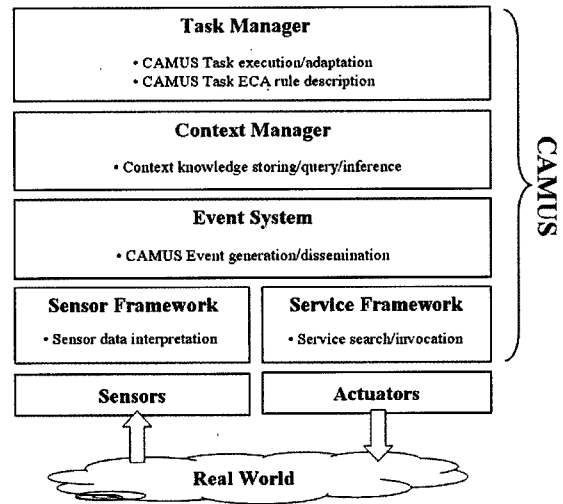 Task Manager
• CAMUS Task execution/adaptation
• CAMUS Task ECA rule description
Context Manager
• Context knowledge storing/query/inference
Event System
• CAMUS Event generation/dissemination
Sensor Framework
• Sensor data interpretation
Service Framework
• Service search/invocation
Sensors
Actuators
Real World
CAMUS